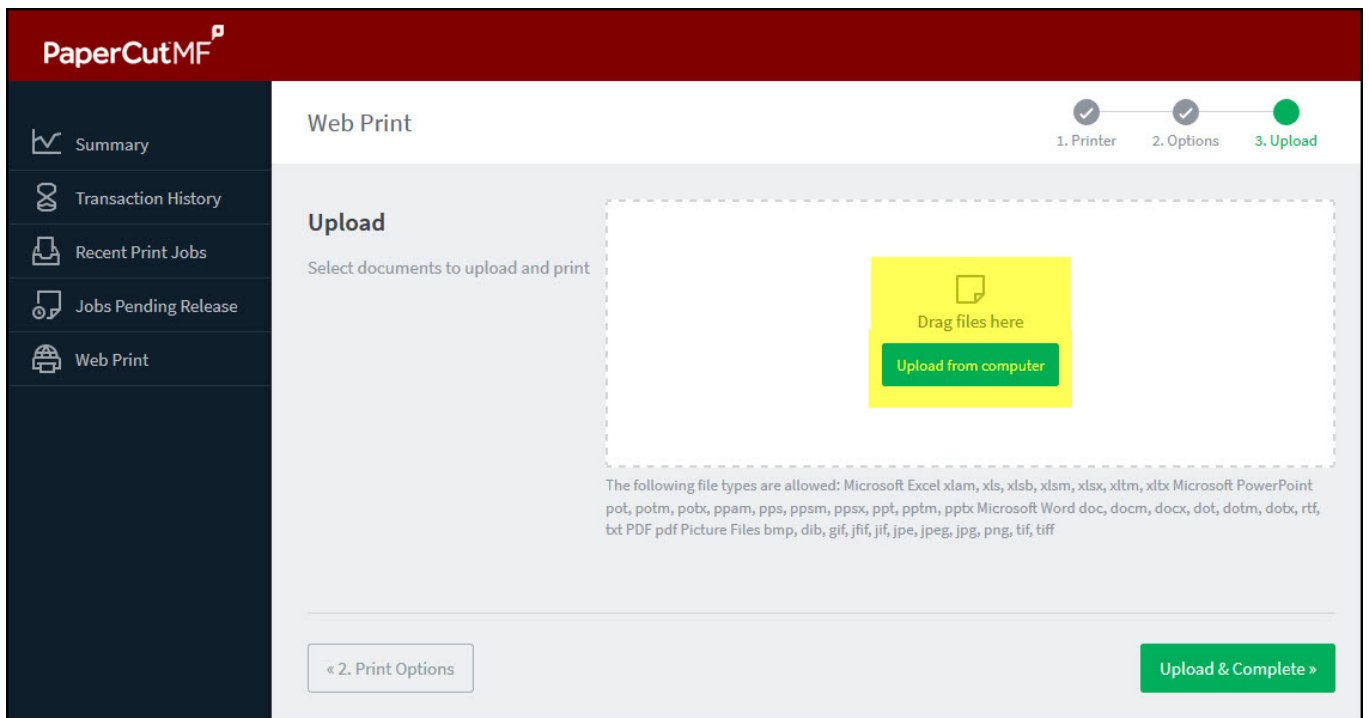 PaperCutMF
Summary
Transaction History
Recent Print Jobs
Jobs Pending Release
Web Print
Web Print
1. Printer
2. Options
3. Upload
Upload
Select documents to upload and print
Drag files here
Upload from computer
The following file types are allowed: Microsoft Excel xlam, xls, xlsb, xlsm, xlsx, xltm, xltx Microsoft PowerPoint
pot, potm, potx, ppam, pps, ppsm, ppsx, ppt, pptm, pptx Microsoft Word doc, docm, docx, dot, dotm, dotx, rtf,
txt PDF pdf Picture Files bmp, dib, gif, jfif, jif, jpe, jpeg, jpg, png, tif, tiff
« 2. Print Options
Upload & Complete »